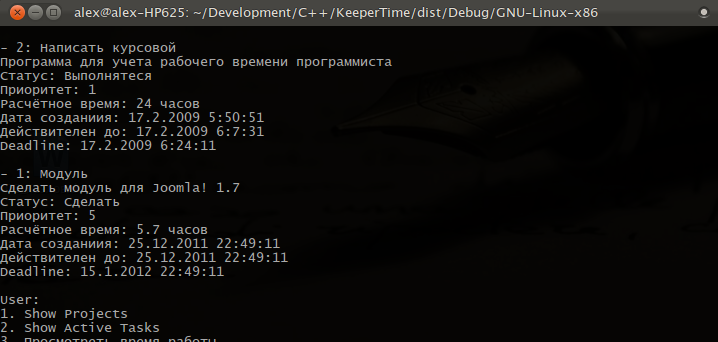 alex@alex-HP625: ~/Development/C++/KeeperTime/dist/Debug/GNU-Linux-x86
- 2: Написать курсовой
Программа для учета рабочего времени программиста
Статус: Выполнятеся
Приоритет: 1
Расчётное время: 24 часов
Дата созданиия: 17.2.2009 5:50:51
Действителен до: 17.2.2009 6:7:31
Deadline: 17.2.2009 6:24:11
- 1: Модуль
Сделать модуль для Joomla! 1.7
Статус: Сделать
Приоритет: 5
Расчётное время: 5.7 часов
Дата созданиия: 25.12.2011 22:49:11
Действителен до: 25.12.2011 22:49:11
Deadline: 15.1.2012 22:49:11
User:
1. Show Projects
2. Show Active Tasks
3. Просмотреть время работы